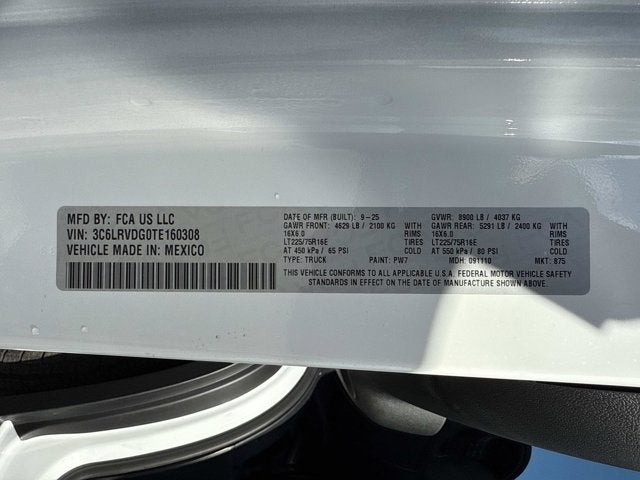 MFD BY: FCA US LLC
VIN: 3C6LRVDG0TE160308
VEHICLE MADE IN: MEXICO
DATE OF MFR (BUILT): 9-25
GAWR FRONT: 4629 LB / 2100 KG WITH
16X6.0 RIMS
LT225/75R16E TIRES
AT 450 kPa / 65 PSI COLD
TYPE: TRUCK PAINT: PW7
GVWR: 8900 LB / 4037 KG
GAWR REAR: 5291 LB / 2400 KG WITH
16X6.0 RIMS
LT225/75R16E TIRES
AT 550 kPa / 80 PSI COLD
MDH: 091110 MKT: 875
THIS VEHICLE CONFORMS TO ALL APPLICABLE U.S.A. FEDERAL MOTOR VEHICLE SAFETY
STANDARDS IN EFFECT ON THE DATE OF MANUFACTURE SHOWN ABOVE.